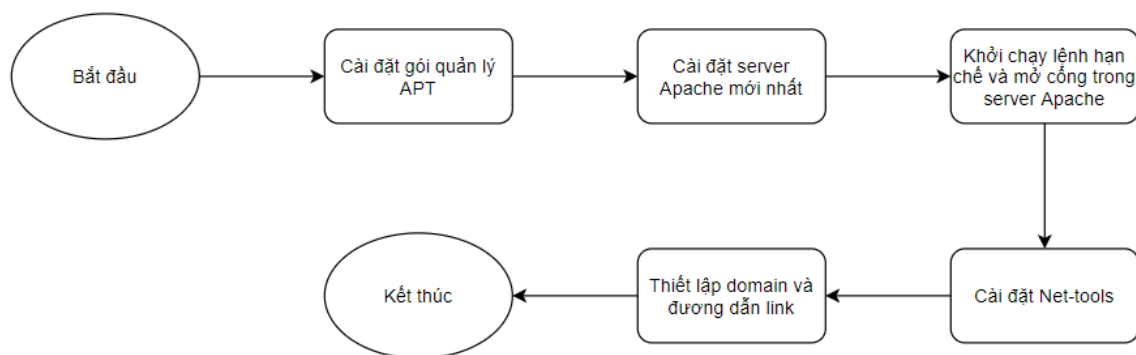 Bắt đầu
Cài đặt gói quản lý
APT
Cài đặt server
Apache mới nhất
Khởi chạy lệnh hạn
chế và mở cổng trong
server Apache
Cài đặt Net-tools
Thiết lập domain và
đương dẫn link
Kết thúc